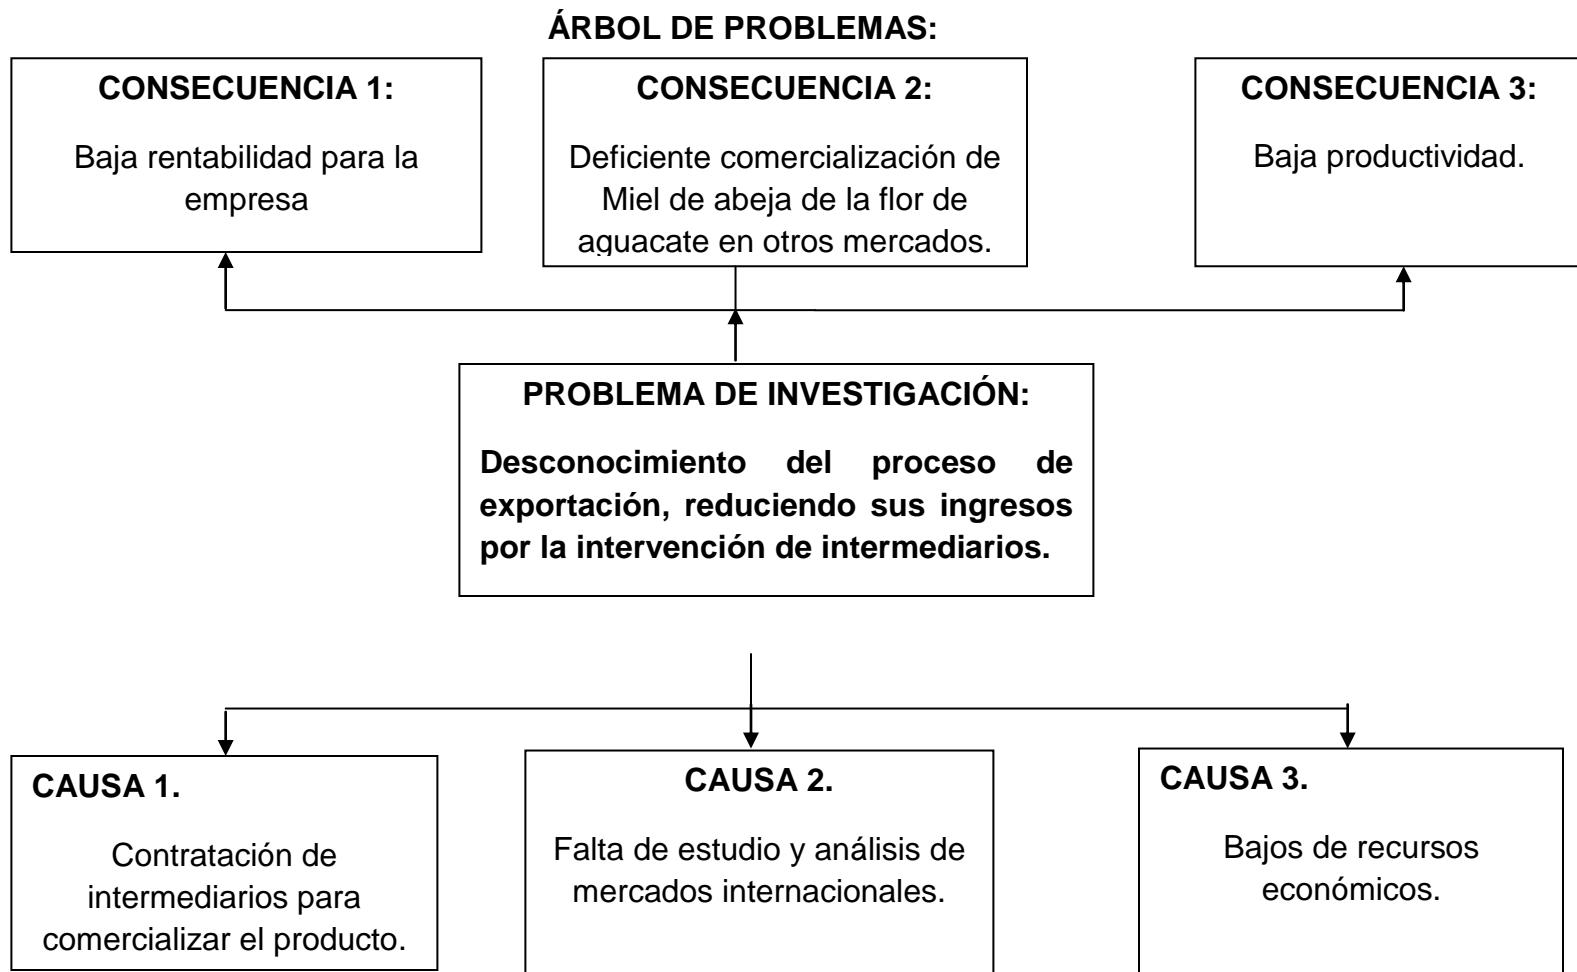 ÁRBOL DE PROBLEMAS:
CONSECUENCIA 1:
Baja rentabilidad para la
empresa
CONSECUENCIA 2:
Deficiente comercialización de
Miel de abeja de la flor de
aguacate en otros mercados.
CONSECUENCIA 3:
Baja productividad.
PROBLEMA DE INVESTIGACIÓN:
Desconocimiento del proceso de
exportación, reduciendo sus ingresos
por la intervención de intermediarios.
CAUSA 1.
Contratación de
intermediarios para
comercializar el producto.
CAUSA 2.
Falta de estudio y análisis de
mercados internacionales.
CAUSA 3.
Bajos de recursos
económicos.